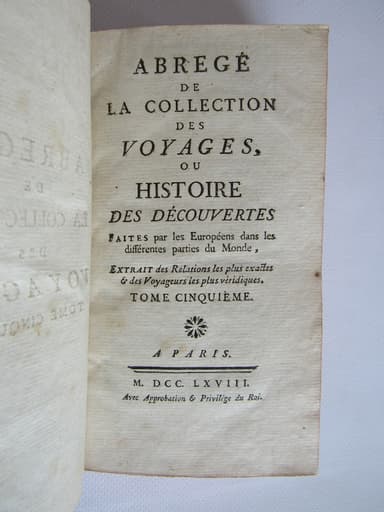 ABREGÉ
DE
LA COLLECTION
DES
VOYAGES,
OU
HISTOIRE
DES DÉCOUVERTES
FAITES par les Européens dans les
différentes parties du Monde,
EXTRAIT des Relations les plus exactes
& des Voyageurs les plus véridiques.
TOME CINQUIEME.
A PARIS.
M. DCC. LXVIII.
Avec Approbation & Privilége du Roi.